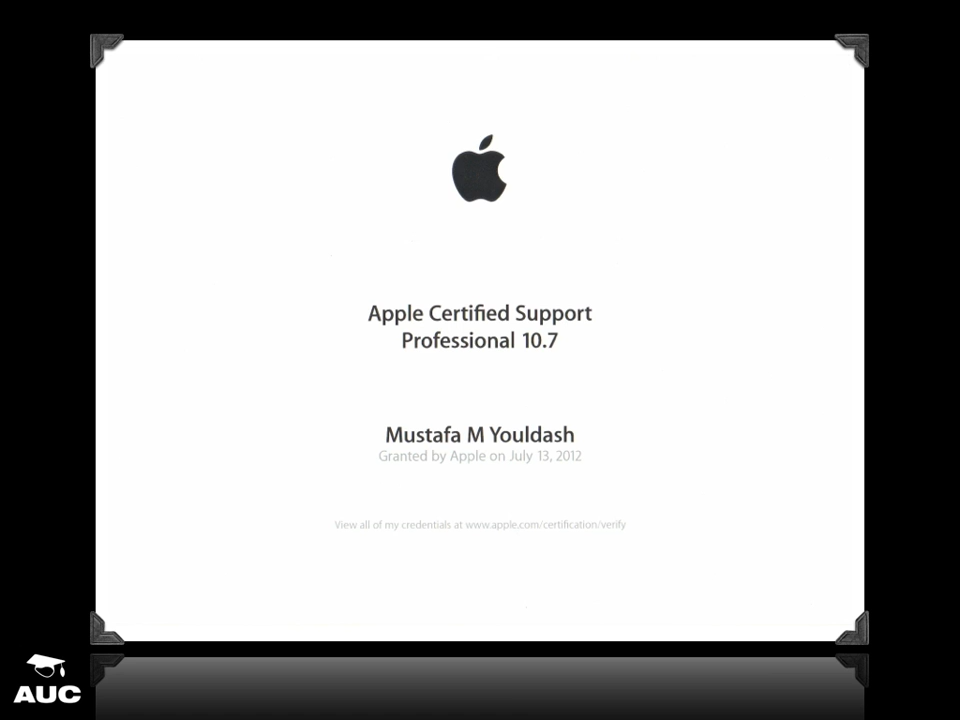 Apple Certified Support
Professional 10.7
Mustafa M Youldash
Granted by Apple on July 13, 2012
View all of my credentials at www.apple.com/certification/verify
AUC